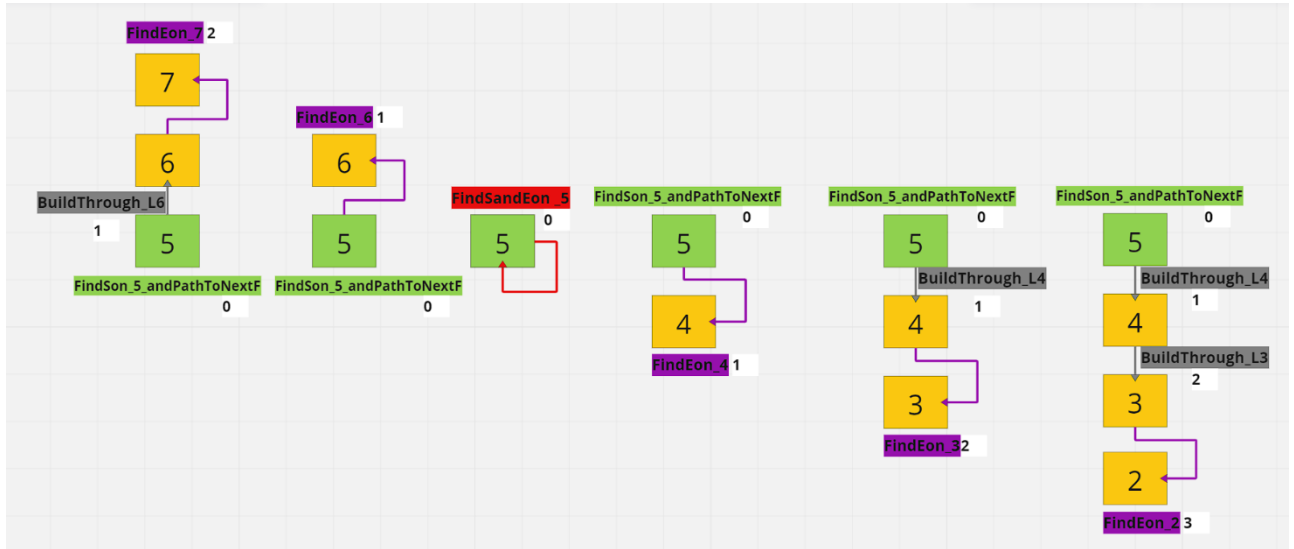 FindEon_7 2
7
6
BuildThrough_L6
1
5
FindSon_5_andPathToNextF
0
FindEon_6 1
6
5
FindSon_5_andPathToNextF
0
FindSandEon _5
0
5
FindSon_5_andPathToNextF
0
5
4
FindEon_4 1
FindSon_5_andPathToNextF
0
5
BuildThrough_L4
1
4
3
FindEon_3 2
FindSon_5_andPathToNextF
0
5
BuildThrough_L4
1
4
BuildThrough_L3
2
3
2
FindEon_2 3